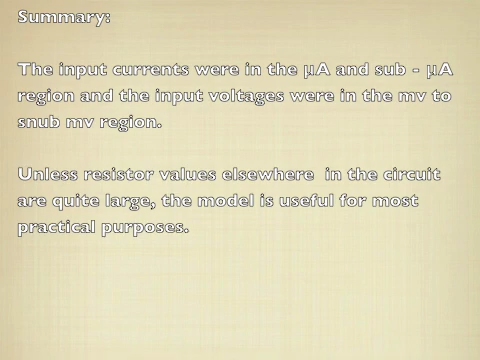 Summary:
The input currents were in the µA and sub - µA
region and the input voltages were in the mv to
snub mv region.
Unless resistor values elsewhere  in the circuit
are quite large, the model is useful for most
practical purposes.